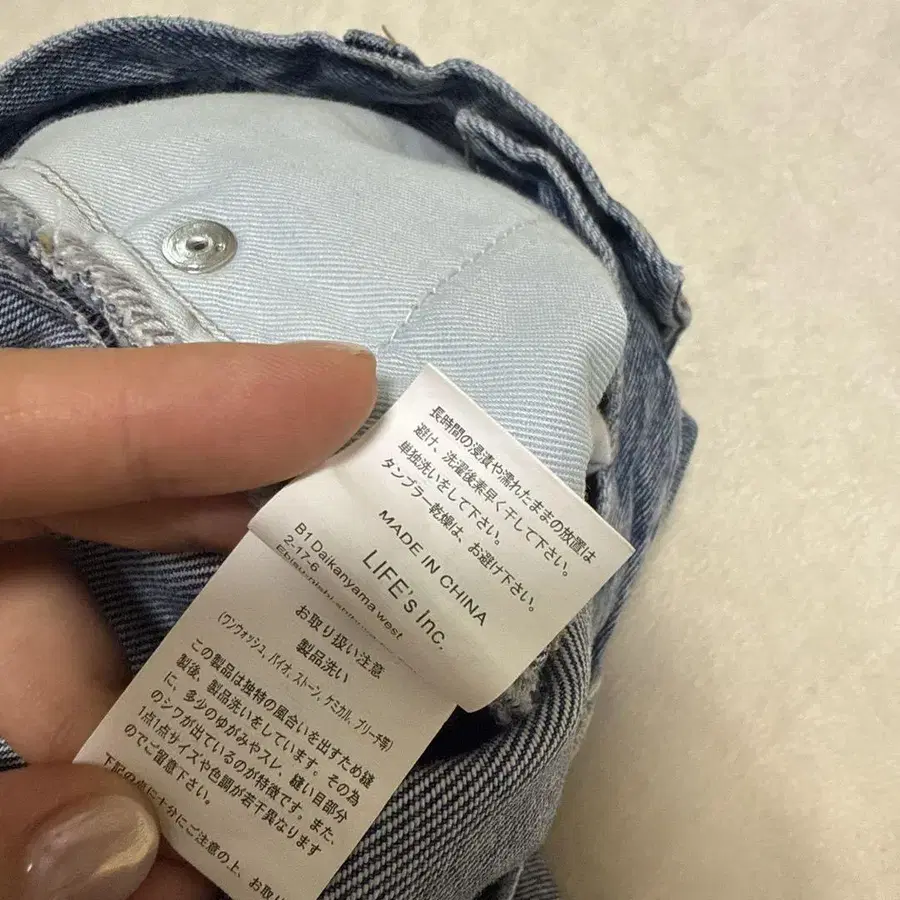 長時間の浸漬や濡れたままの放置は
避け、洗濯後素早く干して下さい。
単独洗いをして下さい。
タンブラー乾燥は、お避け下さい。
MADE IN CHINA
LIFE's Inc.
B1 Daikanyama west
2-17-6
お取り扱い注意
製品洗い
(ワンウォッシュ、バイオ、ストーン、ケミカル、ブリーチ等)
この製品は独特の風合いを出すため縫
製後、製品洗いをしています。その為
に、多少のゆがみやスレ、縫い目部分
のシワが出ているのが特徴です。また、
1点1点サイズや色調が若干異なります
のでご留意下さい。
下記の点に十分にご注意の上、お取り